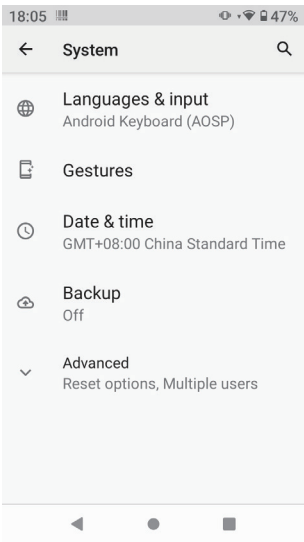 18:05 47%
System
Languages & input
Android Keyboard (AOSP)
Gestures
Date & time
GMT+08:00 China Standard Time
Backup
Off
Advanced
Reset options, Multiple users